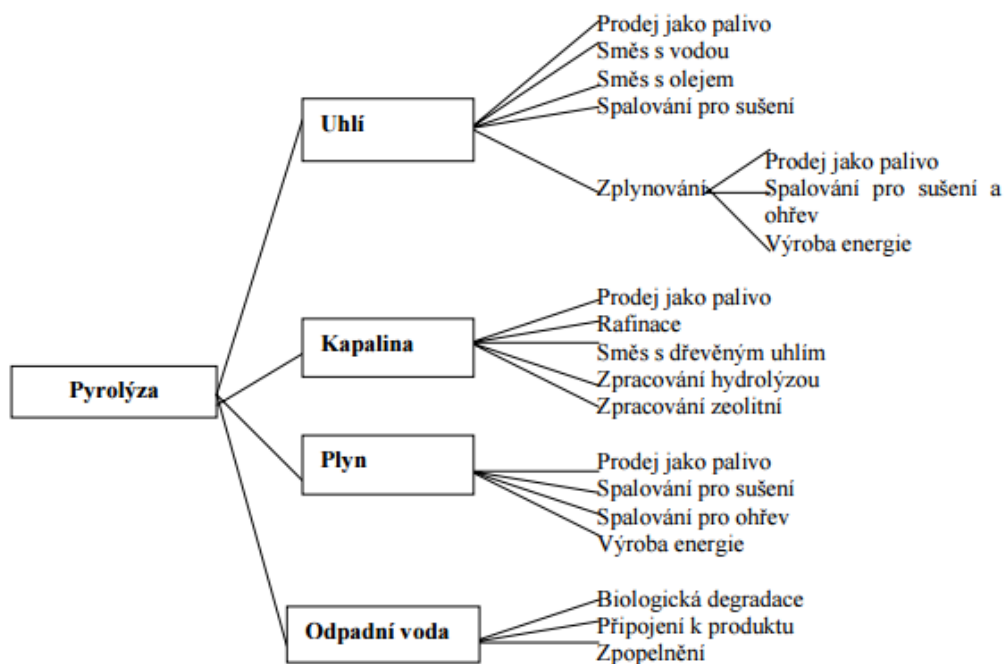 Prodej jako palivo
Směs s vodou
Směs s olejem
Uhlí
Spalování pro sušení
Prodej jako palivo
Zplynování
Spalování pro sušení a
ohřev
Výroba energie
Prodej jako palivo
Rafinace
Kapalina
Směs s dřevěným uhlím
Zpracování hydrolýzou
Pyrolýza
Zpracování zeolitní
Plyn
Prodej jako palivo
Spalování pro sušení
Spalování pro ohřev
Výroba energie
Biologická degradace
Odpadní voda
Připojení k produktu
Zpopelnění